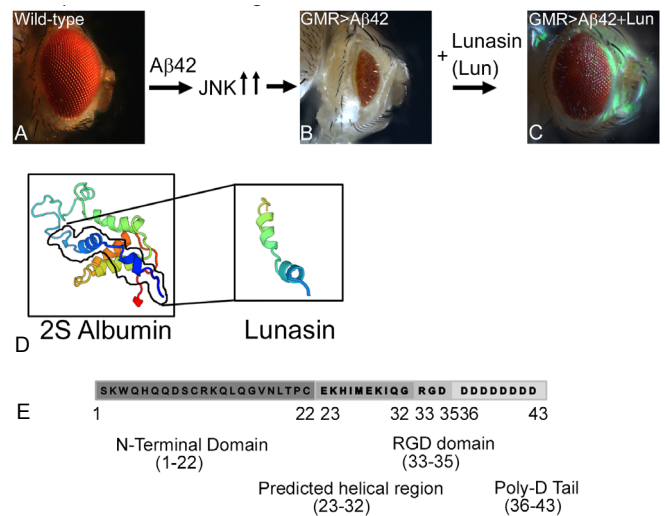 Wild-type
A
Aβ42
JNK
GMR>Aβ42
B
+ Lunasin
(Lun)
GMR>Aβ42+Lun
C
2S Albumin
Lunasin
D
SKWQHQQDSCRKQLQGVNLTPC EKHIMEKIQG RGD DDDDDDDD
E
1 22 23 32 33 35 36 43
N-Terminal Domain
(1-22)
RGD domain
(33-35)
Predicted helical region
(23-32)
Poly-D Tail
(36-43)